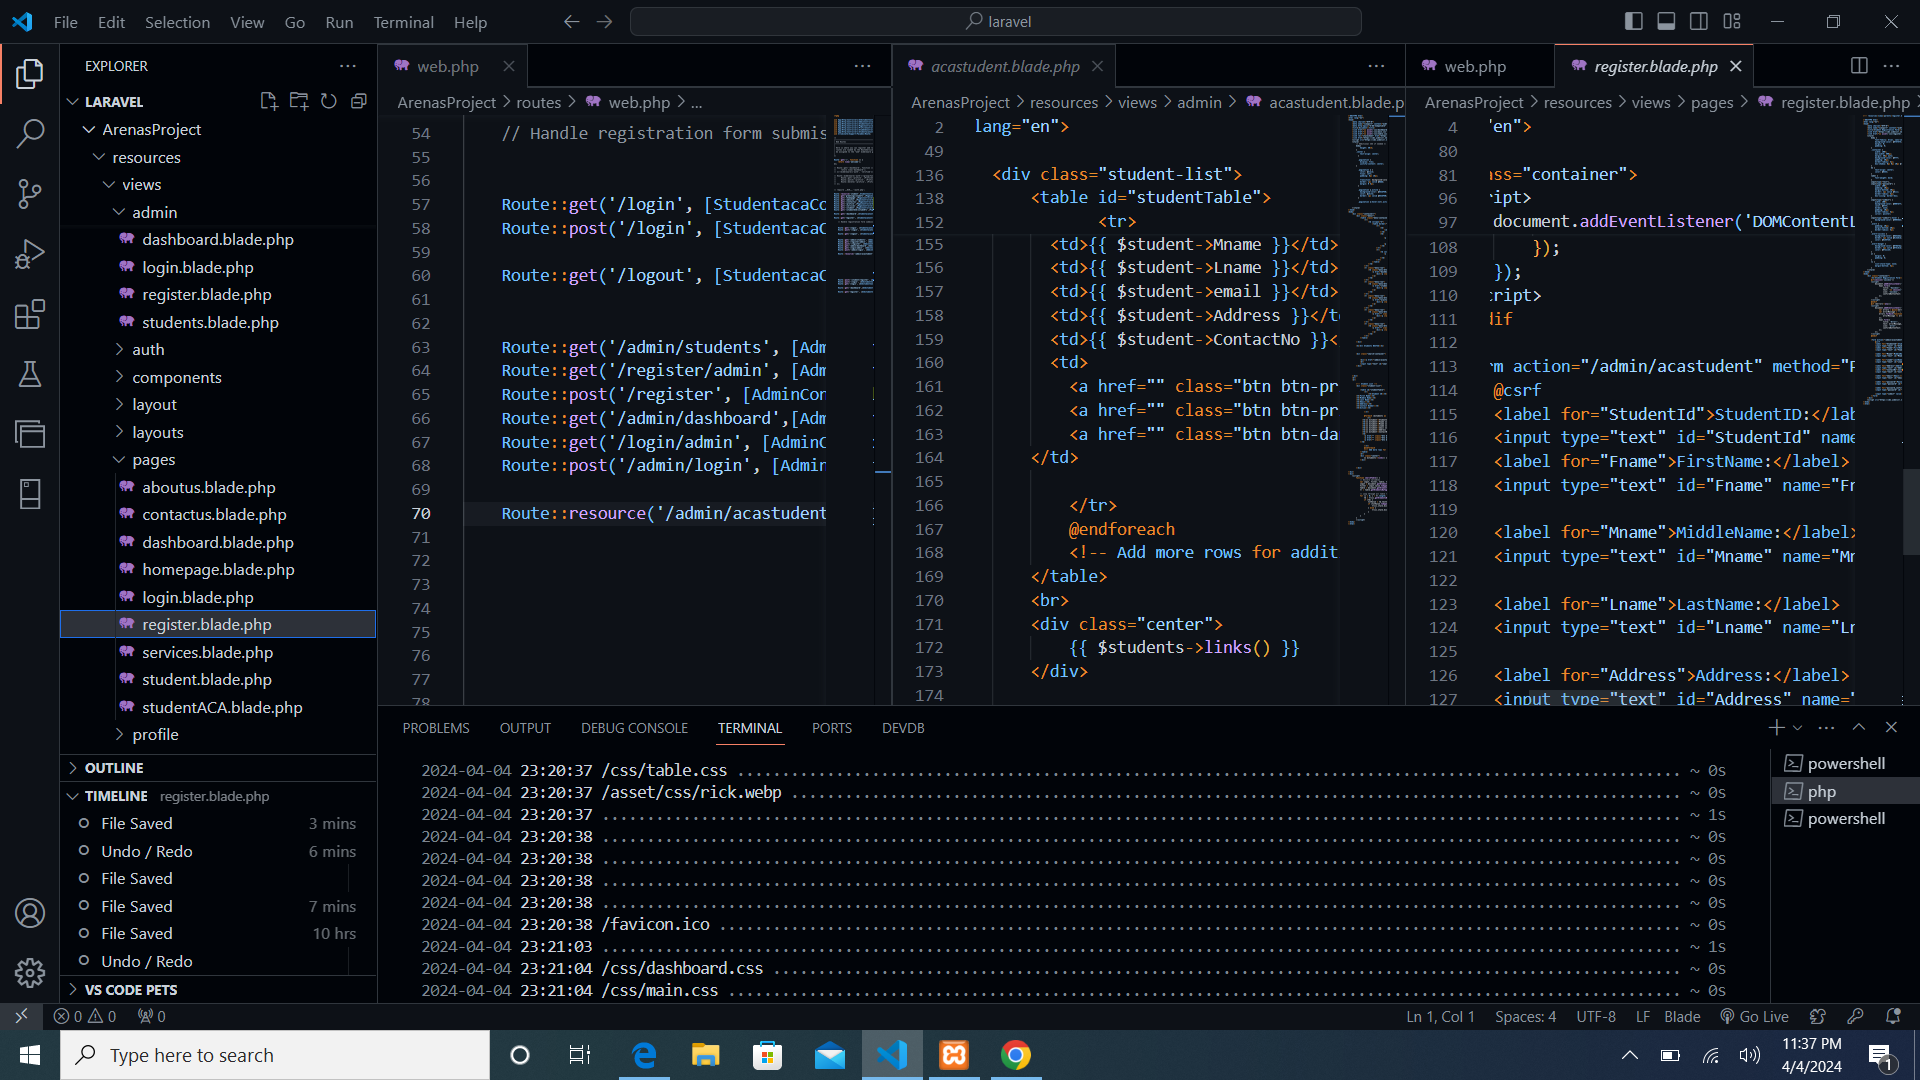 File Edit Selection View Go Run Terminal Help
laravel
EXPLORER
LARAVEL
ArenasProject
resources
views
admin
dashboard.blade.php
login.blade.php
register.blade.php
students.blade.php
auth
components
layout
layouts
pages
aboutus.blade.php
contactus.blade.php
dashboard.blade.php
homepage.blade.php
login.blade.php
register.blade.php
services.blade.php
student.blade.php
studentACA.blade.php
profile
OUTLINE
TIMELINE register.blade.php
File Saved 3 mins
Undo / Redo 6 mins
File Saved
File Saved 7 mins
File Saved 10 hrs
Undo / Redo
VS CODE PETS
web.php
ArenasProject > routes > web.php > ...
54 // Handle registration form submis
55
56
57 Route::get('/login', [StudentacaCo
58 Route::post('/login', [StudentacaC
59
60 Route::get('/logout', [StudentacaC
61
62
63 Route::get('/admin/students', [Adm
64 Route::get('/register/admin', [Adm
65 Route::post('/register', [AdminCon
66 Route::get('/admin/dashboard',[Adm
67 Route::get('/login/admin', [AdminC
68 Route::post('/admin/login', [Admin
69
70 Route::resource('/admin/acastudent
71
72
73
74
75
76
77
78
acastudent.blade.php
ArenasProject > resources > views > admin > acastudent.blade.p
2 lang="en">
49
136 <div class="student-list">
138 <table id="studentTable">
152 <tr>
155 <td>{{ $student->Mname }}</td>
156 <td>{{ $student->Lname }}</td>
157 <td>{{ $student->email }}</td>
158 <td>{{ $student->Address }}</t
159 <td>{{ $student->ContactNo }}<
160 <td>
161 <a href="" class="btn btn-pr
162 <a href="" class="btn btn-pr
163 <a href="" class="btn btn-da
164 </td>
165
166 </tr>
167 @endforeach
168 <!-- Add more rows for addit
169 </table>
170 <br>
171 <div class="center">
172 {{ $students->links() }}
173 </div>
174
web.php register.blade.php
ArenasProject > resources > views > pages > register.blade.php >
4 "en">
80
81 ass="container">
96 ript>
97 document.addEventListener('DOMContentL
108 });
109 });
110 cript>
111 dif
112
113 rm action="/admin/acastudent" method="P
114 @csrf
115 <label for="StudentId">StudentID:</lab
116 <input type="text" id="StudentId" name
117 <label for="Fname">FirstName:</label>
118 <input type="text" id="Fname" name="Fr
119
120 <label for="Mname">MiddleName:</label>
121 <input type="text" id="Mname" name="Mr
122
123 <label for="Lname">LastName:</label>
124 <input type="text" id="Lname" name="Lr
125
126 <label for="Address">Address:</label>
127 <input type="text" id="Address" name="
PROBLEMS OUTPUT DEBUG CONSOLE TERMINAL PORTS DEVDB
2024-04-04 23:20:37 /css/table.css ~ 0s
2024-04-04 23:20:37 /asset/css/rick.webp ~ 0s
2024-04-04 23:20:37 ~ 1s
2024-04-04 23:20:38 ~ 0s
2024-04-04 23:20:38 ~ 0s
2024-04-04 23:20:38 ~ 0s
2024-04-04 23:20:38 ~ 0s
2024-04-04 23:20:38 /favicon.ico ~ 0s
2024-04-04 23:21:03 ~ 1s
2024-04-04 23:21:04 /css/dashboard.css ~ 0s
2024-04-04 23:21:04 /css/main.css ~ 0s
powershell
php
powershell
0 0 0 Ln 1, Col 1 Spaces: 4 UTF-8 LF Blade Go Live
Type here to search
11:37 PM
4/4/2024
1